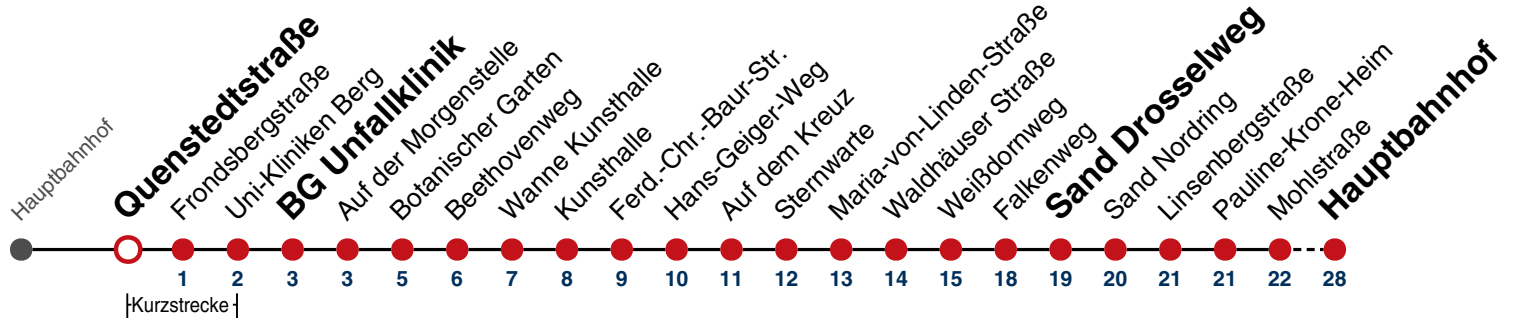 Hauptbahnhof
Quenstedtstraße
Frondsbergstraße
Uni-Kliniken Berg
BG Unfallklinik
Auf der Morgenstelle
Botanischer Garten
Beethovenweg
Wanne Kunsthalle
Kunsthalle
Ferd.-Chr.-Baur-Str.
Hans-Geiger-Weg
Auf dem Kreuz
Sternwarte
Maria-von-Linden-Straße
Waldhäuser Straße
Weißdornweg
Falkenweg
Sand Drosselweg
Sand Nordring
Linsenbergstraße
Pauline-Krone-Heim
Mohlstraße
Hauptbahnhof
1 2 3 3 5 6 7 8 9 10 11 12 13 14 15 18 19 20 21 21 22 28
Kurzstrecke